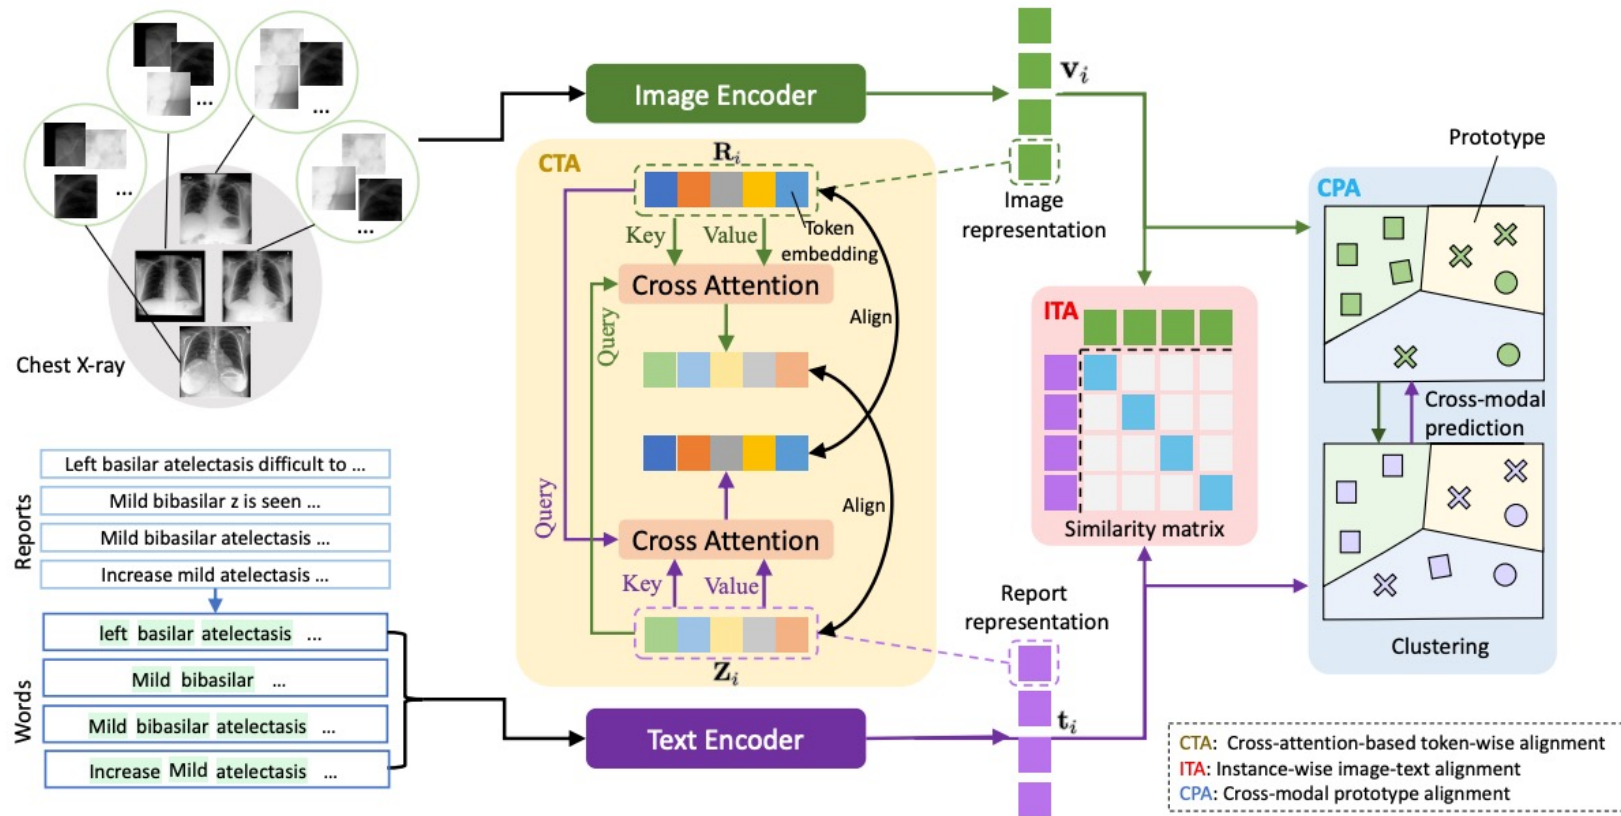 ...
...
...
...
Chest X-ray
Image Encoder
v_i
CTA
R_i
Token
embedding
Key
Value
Cross Attention
Query
Align
Query
Align
Cross Attention
Key
Value
Z_i
Image
representation
ITA
Similarity matrix
Report
representation
t_i
Prototype
CPA
Cross-modal
prediction
Clustering
Reports
Left basilar atelectasis difficult to ...
Mild bibasilar z is seen ...
Mild bibasilar atelectasis ...
Increase mild atelectasis ...
Words
left basilar atelectasis ...
Mild bibasilar ...
Mild bibasilar atelectasis ...
Increase Mild atelectasis ...
Text Encoder
CTA: Cross-attention-based token-wise alignment
ITA: Instance-wise image-text alignment
CPA: Cross-modal prototype alignment